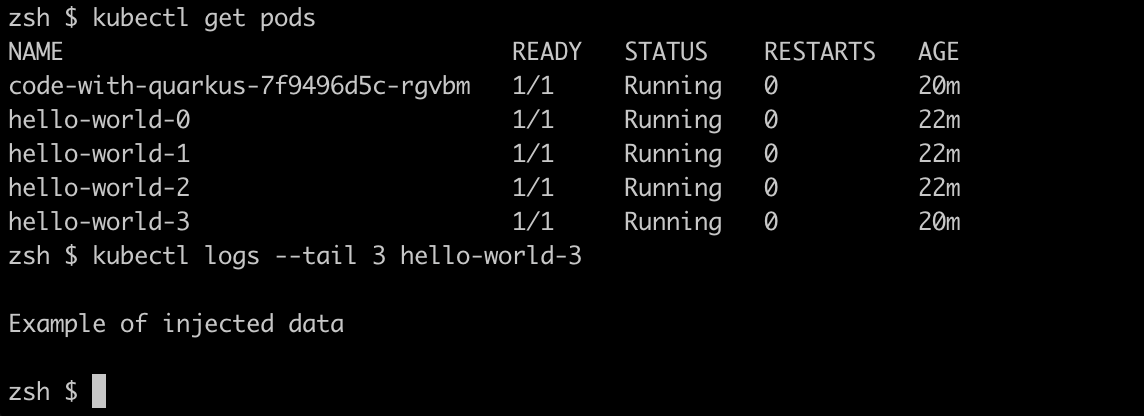 zsh $ kubectl get pods
NAME READY STATUS RESTARTS AGE
code-with-quarkus-7f9496d5c-rgvbm 1/1 Running 0 20m
hello-world-0 1/1 Running 0 22m
hello-world-1 1/1 Running 0 22m
hello-world-2 1/1 Running 0 22m
hello-world-3 1/1 Running 0 20m
zsh $ kubectl logs --tail 3 hello-world-3
Example of injected data
zsh $